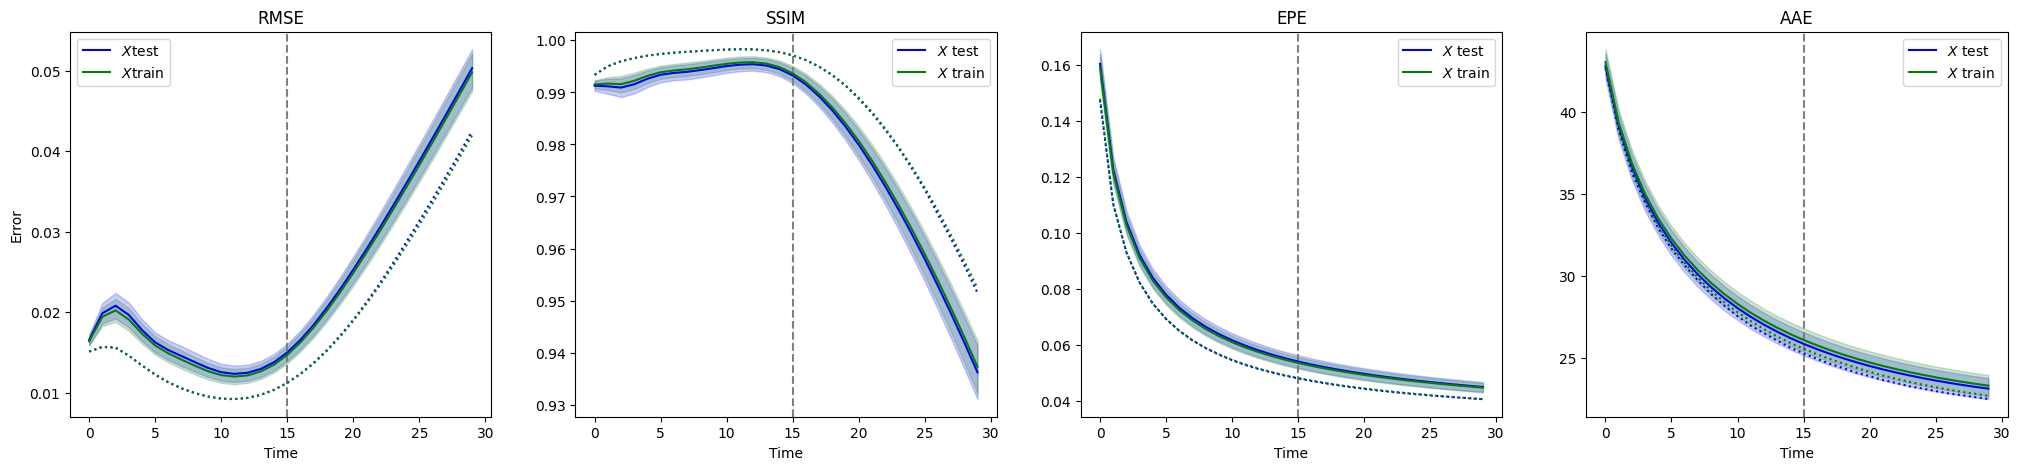 RMSE
Error
0.05
0.04
0.03
0.02
0.01
X test
X train
0 5 10 15 20 25 30
Time
SSIM
1.00
0.99
0.98
0.97
0.96
0.95
0.94
0.93
X test
X train
0 5 10 15 20 25 30
Time
EPE
0.16
0.14
0.12
0.10
0.08
0.06
0.04
X test
X train
0 5 10 15 20 25 30
Time
AAE
40
35
30
25
X test
X train
0 5 10 15 20 25 30
Time